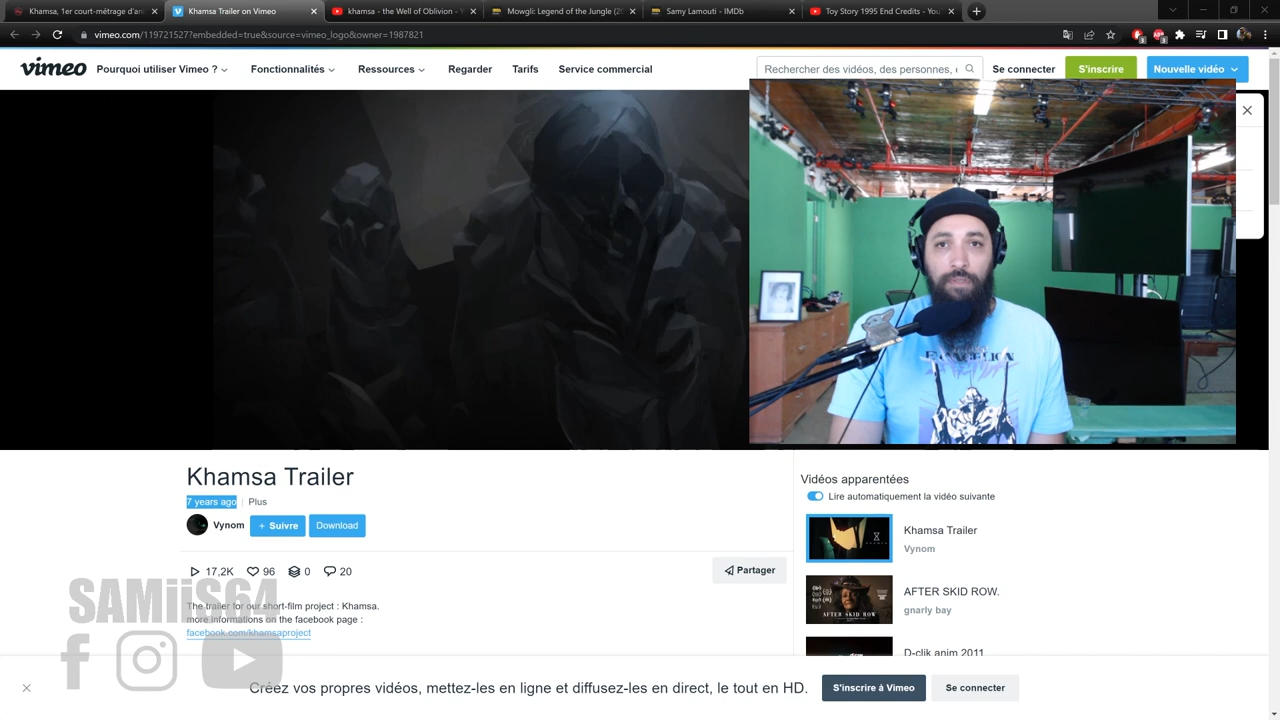 Khamsa, 1er court-métrage d'an
Khamsa Trailer on Vimeo
khamsa - the Well of Oblivion - Y
Mowgli: Legend of the Jungle (20
Samy Lamouti - IMDb
Toy Story 1995 End Credits - You
vimeo.com/119721527?embedded=true&source=vimeo_logo&owner=1987821
vimeo
Pourquoi utiliser Vimeo ?
Fonctionnalités
Ressources
Regarder
Tarifs
Service commercial
Rechercher des vidéos, des personnes,
Se connecter
S'inscrire
Nouvelle vidéo
EVANGELION
Khamsa Trailer
7 years ago
Plus
Vynom
+ Suivre
Download
17,2K
96
0
20
Partager
SAMiiS64
The trailer for our short-film project : Khamsa.
more informations on the facebook page :
facebook.com/khamsaproject
Vidéos apparentées
Lire automatiquement la vidéo suivante
Khamsa Trailer
Vynom
AFTER SKID ROW
AFTER SKID ROW.
gnarly bay
D-clik anim 2011
Créez vos propres vidéos, mettez-les en ligne et diffusez-les en direct, le tout en HD.
S'inscrire à Vimeo
Se connecter